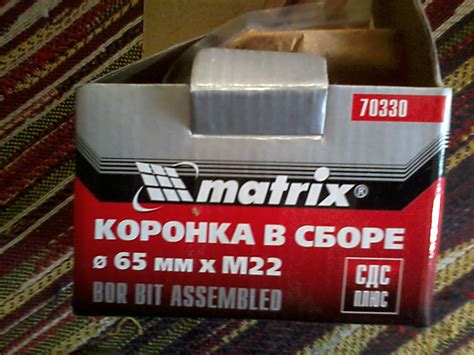 70330
matrix®
КОРОНКА В СБОРЕ
ø 65 мм x M22
BOR BIT ASSEMBLED
СДС
ПЛЮС